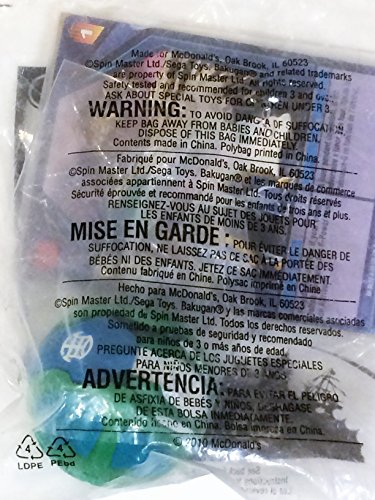 1
Made for McDonald's, Oak Brook, IL 60523
©Spin Master Ltd./Sega Toys. Bakugan® and related trademarks
are property of Spin Master Ltd. All rights reserved.
Safety tested and recommended for children 3 and over.
ASK ABOUT SPECIAL TOYS FOR CHILDREN UNDER 3.
WARNING: TO AVOID DANGER OF SUFFOCATION,
KEEP BAG AWAY FROM BABIES AND CHILDREN.
DISPOSE OF THIS BAG IMMEDIATELY.
Contents made in China. Polybag printed in China.
Fabriqué pour McDonald's, Oak Brook, IL 60523
©Spin Master Ltd./Sega Toys. Bakugan® et les marques de commerce
associées appartiennent à Spin Master Ltd. Tous droits réservés
Sécurité éprouvée et recommandé pour les enfants de trois ans et plus.
RENSEIGNEZ-VOUS AU SUJET DES JOUETS POUR
LES ENFANTS DE MOINS DE 3 ANS
MISE EN GARDE: POUR ÉVITER LE DANGER DE
SUFFOCATION, NE LAISSEZ PAS CE SAC À LA PORTÉE DES
BÉBÉS NI DES ENFANTS. JETEZ CE SAC IMMÉDIATEMENT.
Contenu fabriqué en Chine. Polysac imprimé en Chine
Hecho para McDonald's, Oak Brook, IL 60523
©Spin Master Ltd./Sega Toys. Bakugan® y las marcas comerciales asociadas
son propiedad de Spin Master Ltd. Todos los derechos reservados.
Sometido a pruebas de seguridad y recomendado
para niños de 3 o más años de edad
PREGUNTE ACERCA DE LOS JUGUETES ESPECIALES
PARA NIÑOS MENORES DE 3 AÑOS
ADVERTENCIA: PARA EVITAR EL PELIGRO
DE ASFIXIA DE BEBÉS Y NIÑOS, DESHÁGASE
DE ESTA BOLSA INMEDIATAMENTE.
Contenido hecho en China. Bolsa impresa en China.
© 2010 McDonald's
4 4
LDPE PEbd